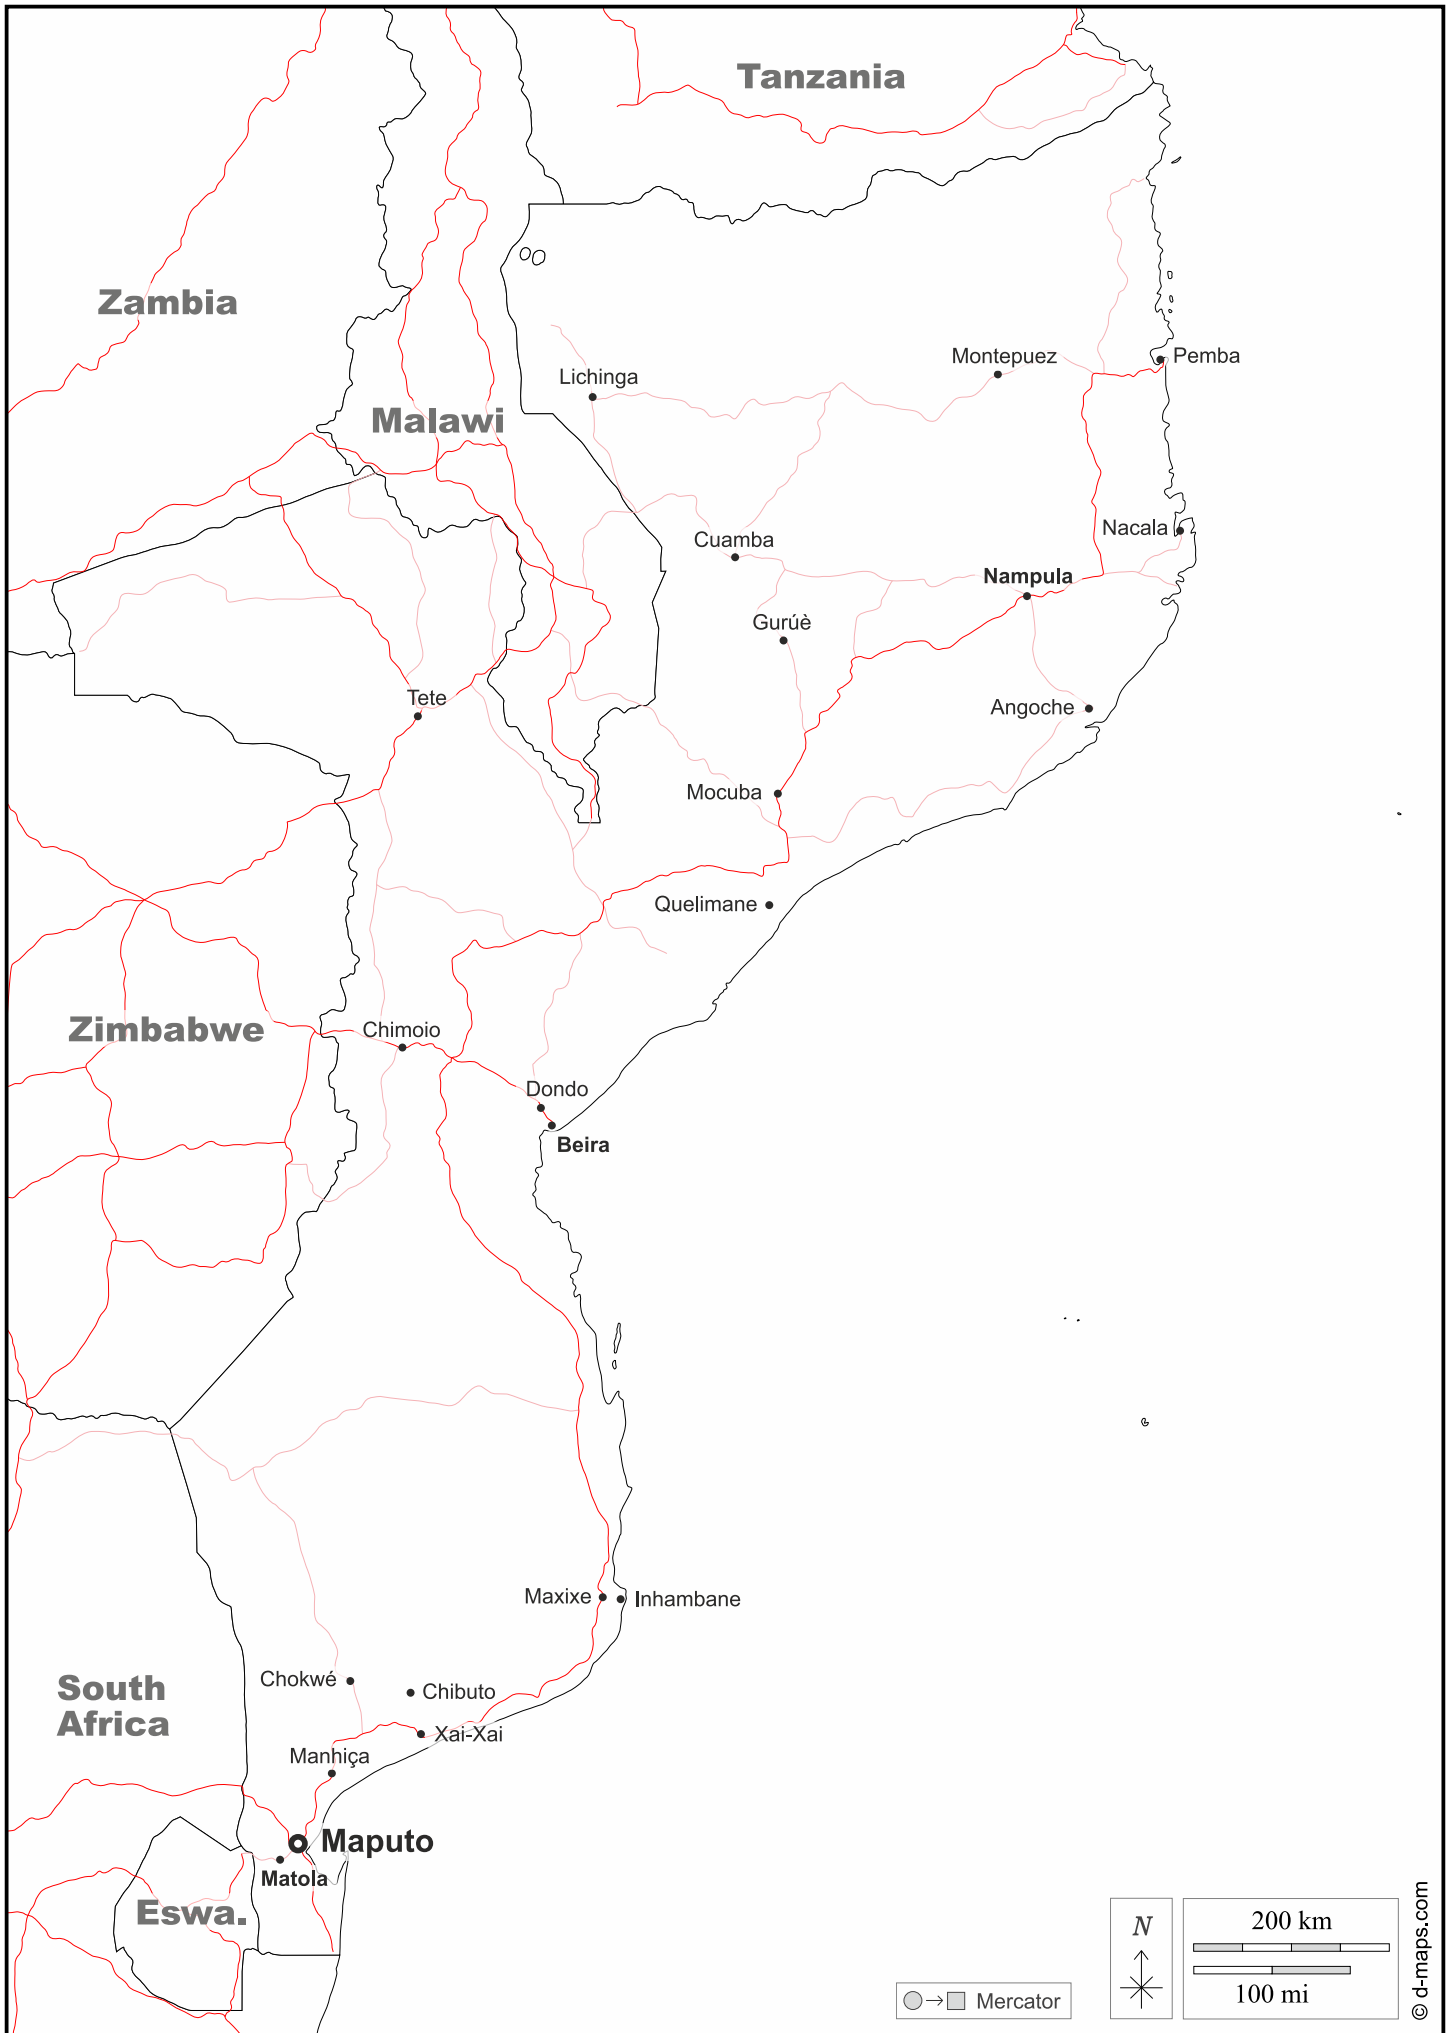 Tanzania
Zambia
Montepuez
Pemba
Lichinga
Malawi
Nacala
Cuamba
Nampula
Gurúè
Tete
Angoche
Mocuba
Quelimane
Zimbabwe
Chimoio
Dondo
Beira
Maxixe
Inhambane
Chokwé
Chibuto
South
Africa
Xai-Xai
Manhiça
Maputo
Matola
Eswa.
N
200 km
100 mi
Mercator
© d-maps.com